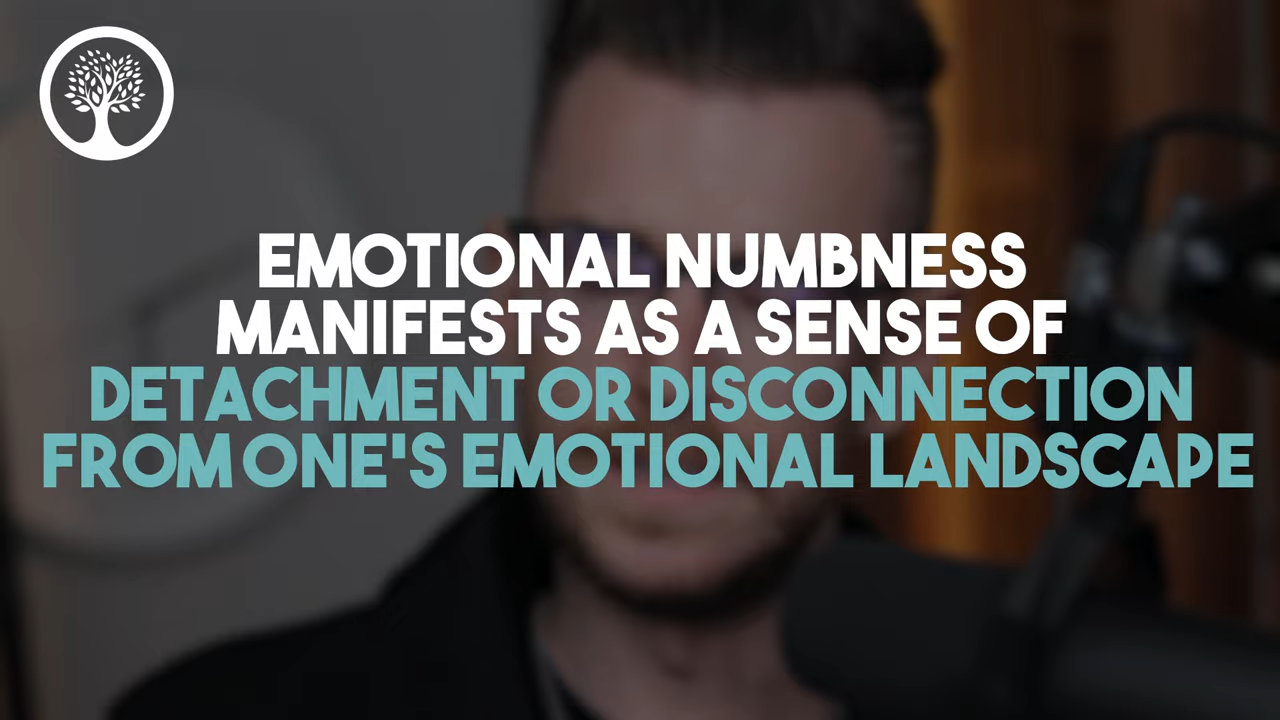 EMOTIONAL NUMBNESS
MANIFESTS AS A SENSE OF
DETACHMENT OR DISCONNECTION
FROM ONE'S EMOTIONAL LANDSCAPE